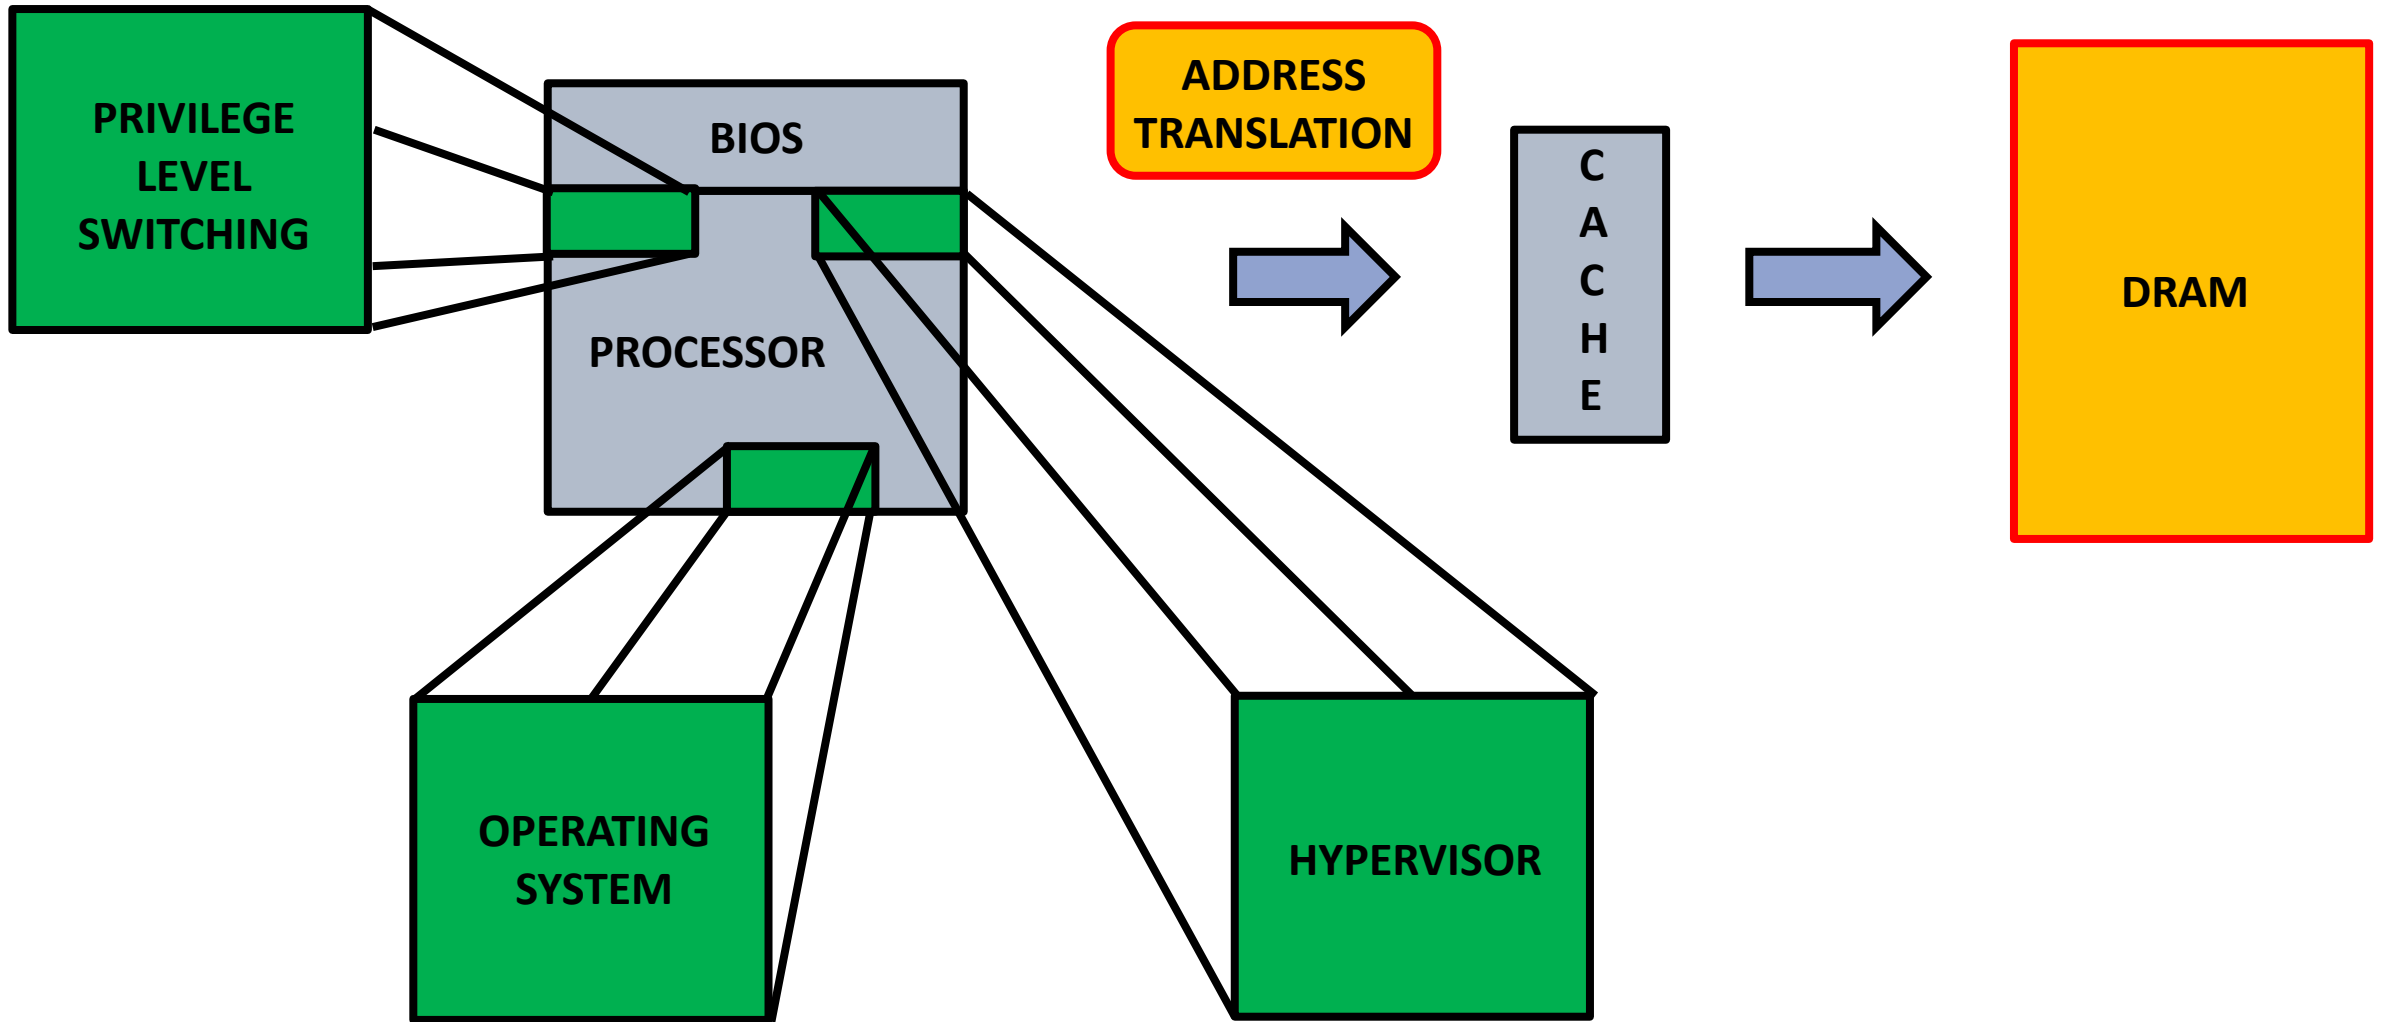 PRIVILEGE
LEVEL
SWITCHING
BIOS
PROCESSOR
ADDRESS
TRANSLATION
C
A
C
H
E
DRAM
OPERATING
SYSTEM
HYPERVISOR